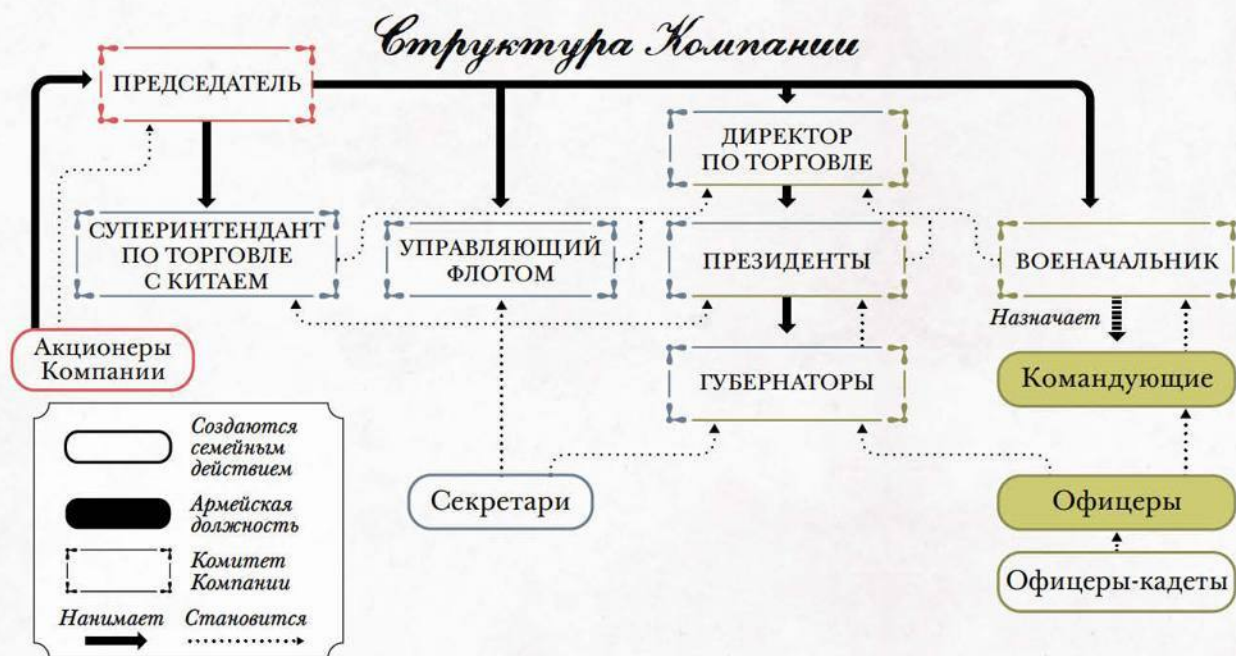 Структура Компании
ПРЕДСЕДАТЕЛЬ
ДИРЕКТОР
ПО ТОРГОВЛЕ
СУПЕРИНТЕНДАНТ
ПО ТОРГОВЛЕ
С КИТАЕМ
УПРАВЛЯЮЩИЙ
ФЛОТОМ
ПРЕЗИДЕНТЫ
ВОЕНАЧАЛЬНИК
Назначает
Акционеры
Компании
ГУБЕРНАТОРЫ
Командующие
Создаются
семейным
действием
Армейская
должность
Комитет
Компании
Нанимает
Становится
Секретари
Офицеры
Офицеры-кадеты